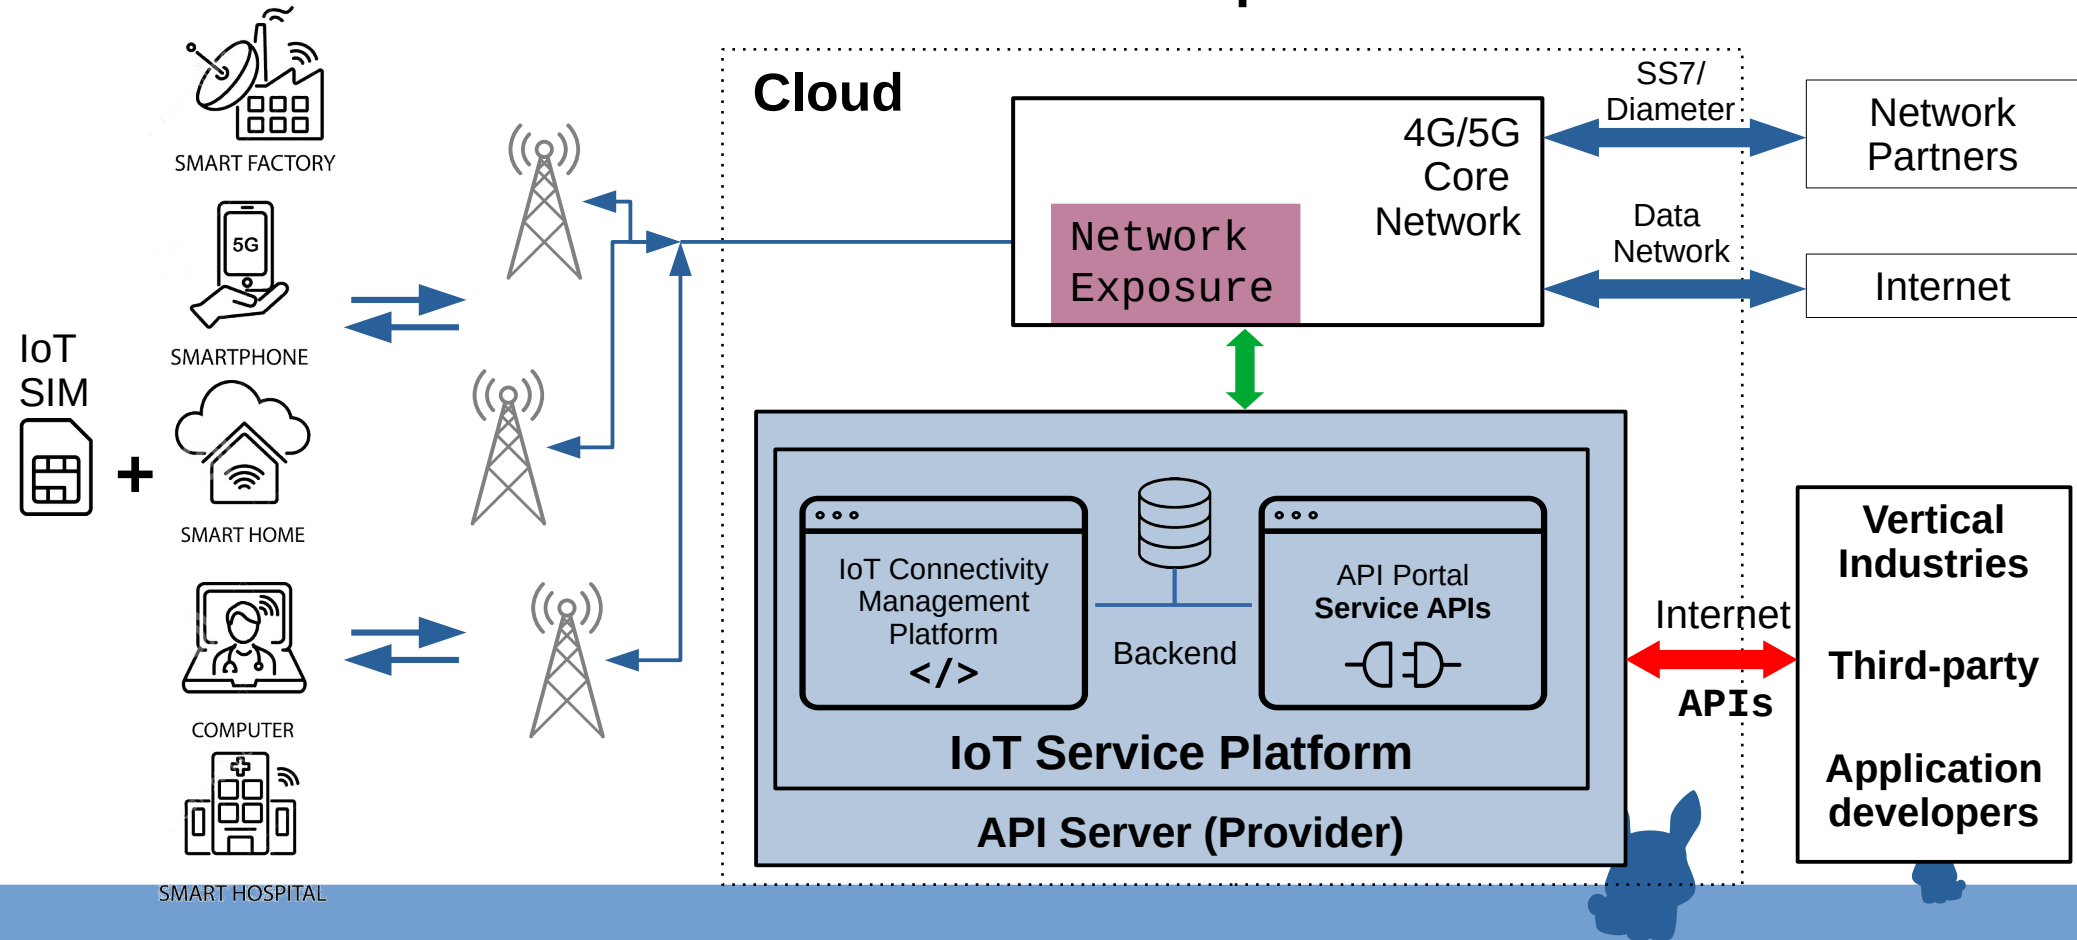 Cloud
SS7/
Diameter
Network
Partners
4G/5G
Core
Network
Network
Exposure
Data
Network
Internet
SMART FACTORY
5G
SMARTPHONE
IoT
SIM
+
SMART HOME
COMPUTER
SMART HOSPITAL
IoT Connectivity
Management
Platform
</>
Backend
API Portal
Service APIs
IoT Service Platform
API Server (Provider)
Internet
APIs
Vertical
Industries
Third-party
Application
developers